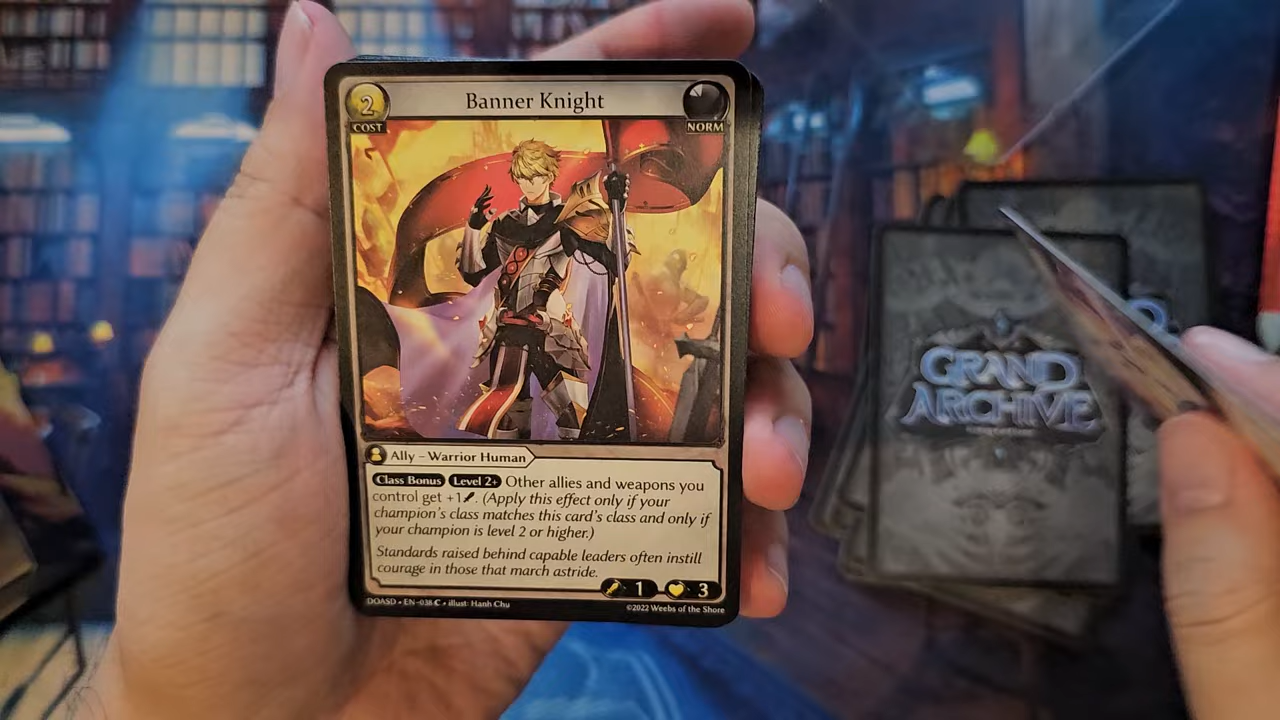 2
Banner Knight
COST
NORM
Ally – Warrior Human
Class Bonus Level 2+ Other allies and weapons you
control get +1. (Apply this effect only if your
champion's class matches this card's class and only if
your champion is level 2 or higher.)
Standards raised behind capable leaders often instill
courage in those that march astride.
1
3
DOASD • EN-038 C • illust: Hanh Chu
©2022 Weebs of the Shore
GRAND
ARCHIVE